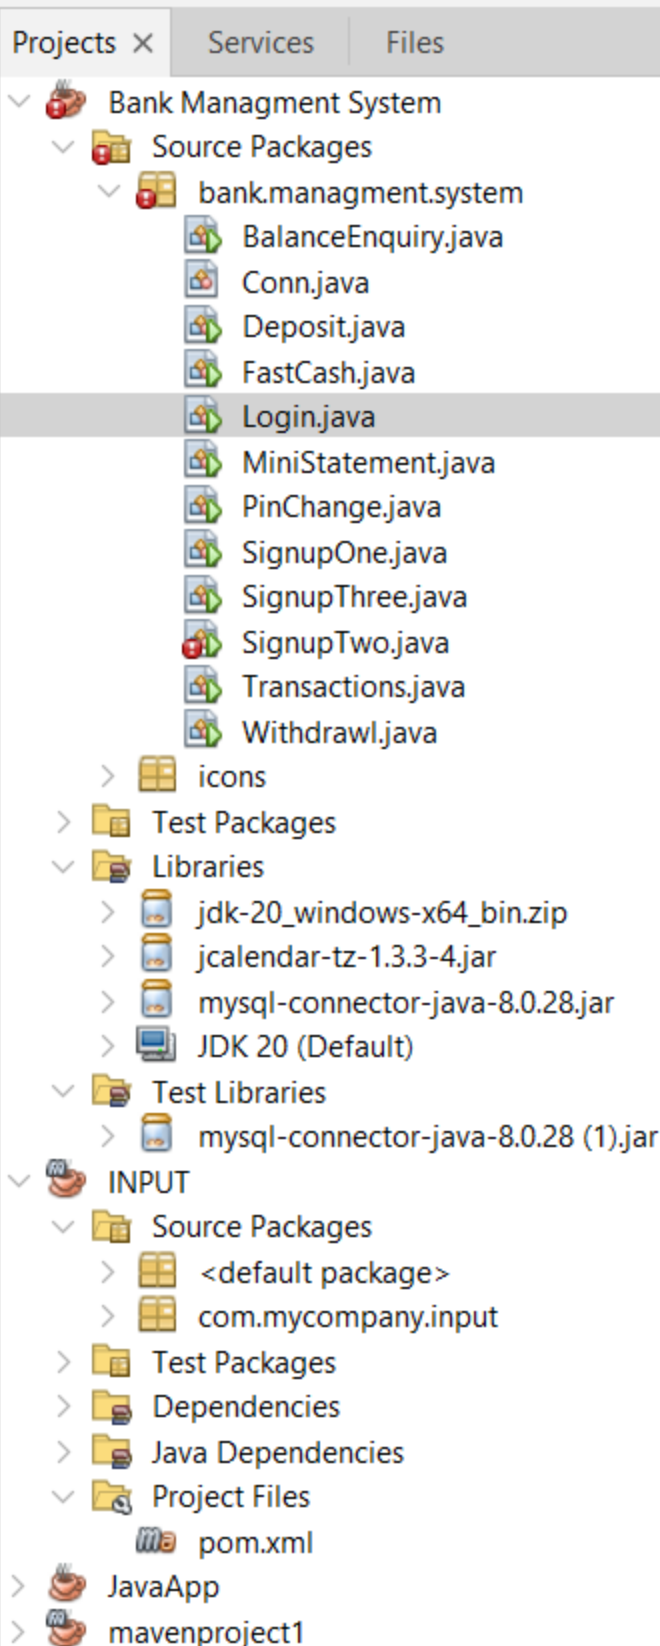 Projects Services Files
Bank Managment System
Source Packages
bank.managment.system
BalanceEnquiry.java
Conn.java
Deposit.java
FastCash.java
Login.java
MiniStatement.java
PinChange.java
SignupOne.java
SignupThree.java
SignupTwo.java
Transactions.java
Withdrawl.java
icons
Test Packages
Libraries
jdk-20_windows-x64_bin.zip
jcalendar-tz-1.3.3-4.jar
mysql-connector-java-8.0.28.jar
JDK 20 (Default)
Test Libraries
mysql-connector-java-8.0.28 (1).jar
INPUT
Source Packages
<default package>
com.mycompany.input
Test Packages
Dependencies
Java Dependencies
Project Files
pom.xml
JavaApp
mavenproject1